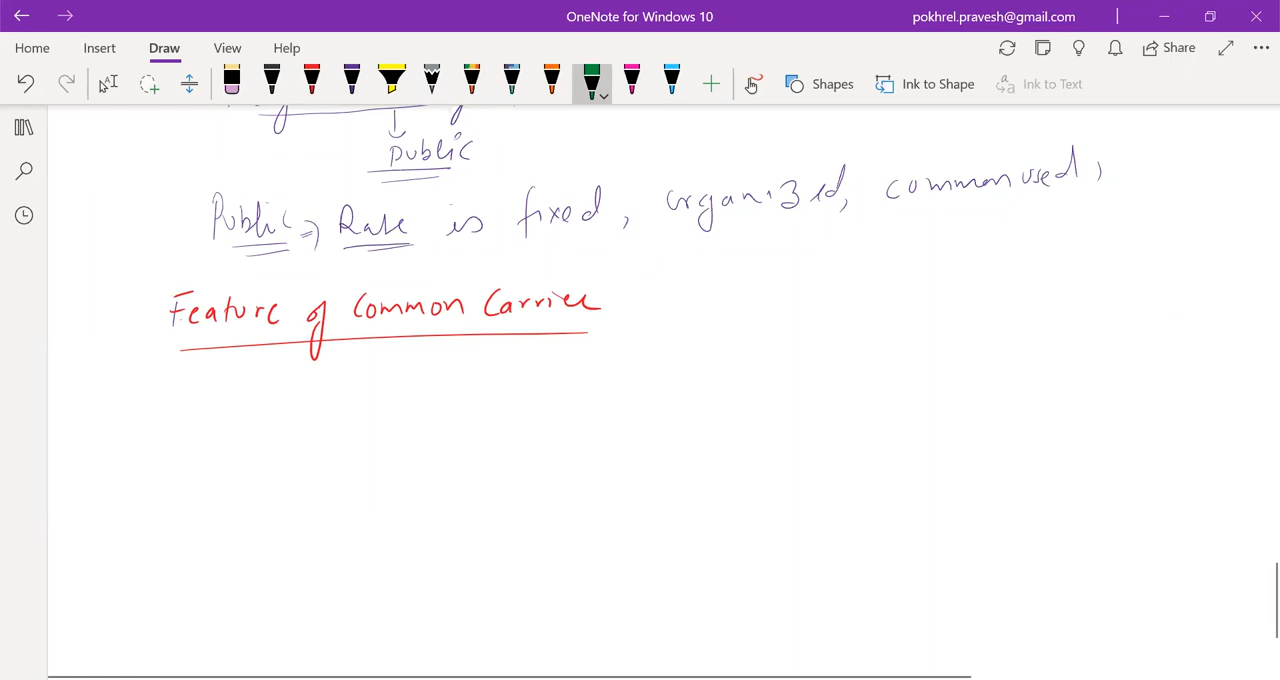 OneNote for Windows 10
pokhrel.pravesh@gmail.com
Home Insert Draw View Help
Share
Shapes
Ink to Shape
Ink to Text
public
Public ⇒ Rate is fixed, organized, common used,
Feature of Common Carrier